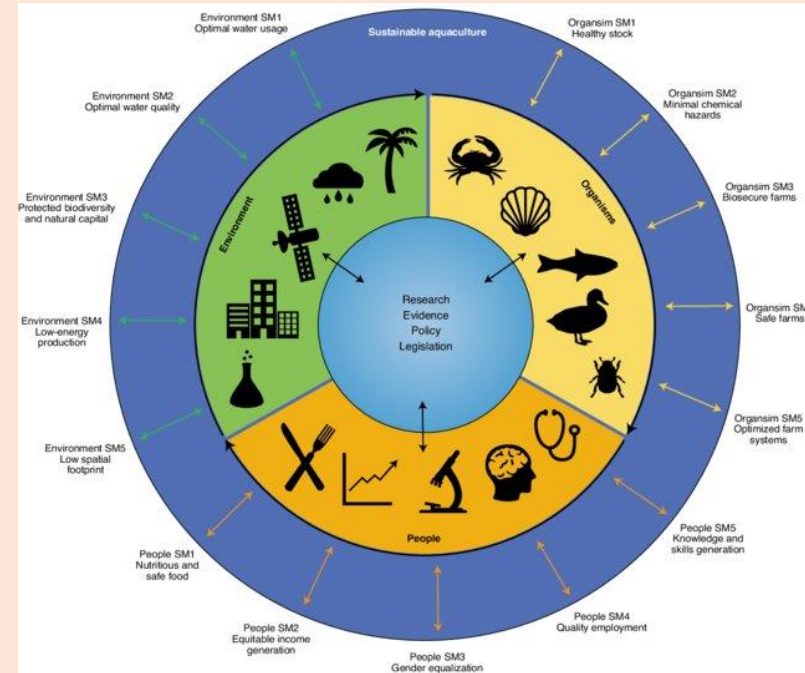 Sustainable aquaculture
Environment SM1
Optimal water usage
Environment SM2
Optimal water quality
Environment SM3
Protected biodiversity
and natural capital
Environment SM4
Low-energy
production
Environment SM5
Low spatial
footprint
Organsim SM1
Healthy stock
Organsim SM2
Minimal chemical
hazards
Organsim SM3
Biosecure farms
Organsim SM
Safe farms
Organsim SM5
Optimized farm
systems
People SM5
Knowledge and
skills generation
People SM4
Quality employment
People SM3
Gender equalization
People SM2
Equitable income
generation
People SM1
Nutritious and
safe food
Environment
Organisms
People
Research
Evidence
Policy
Legislation